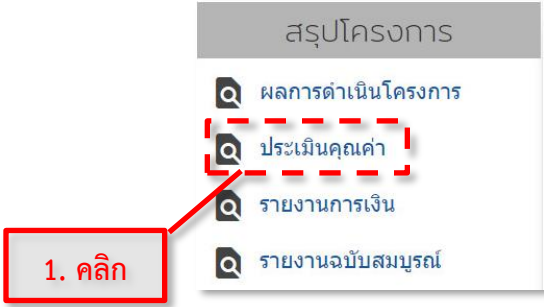 สรุปโครงการ
ผลการดำเนินโครงการ
ประเมินคุณค่า
รายงานการเงิน
1. คลิก
รายงานฉบับสมบูรณ์